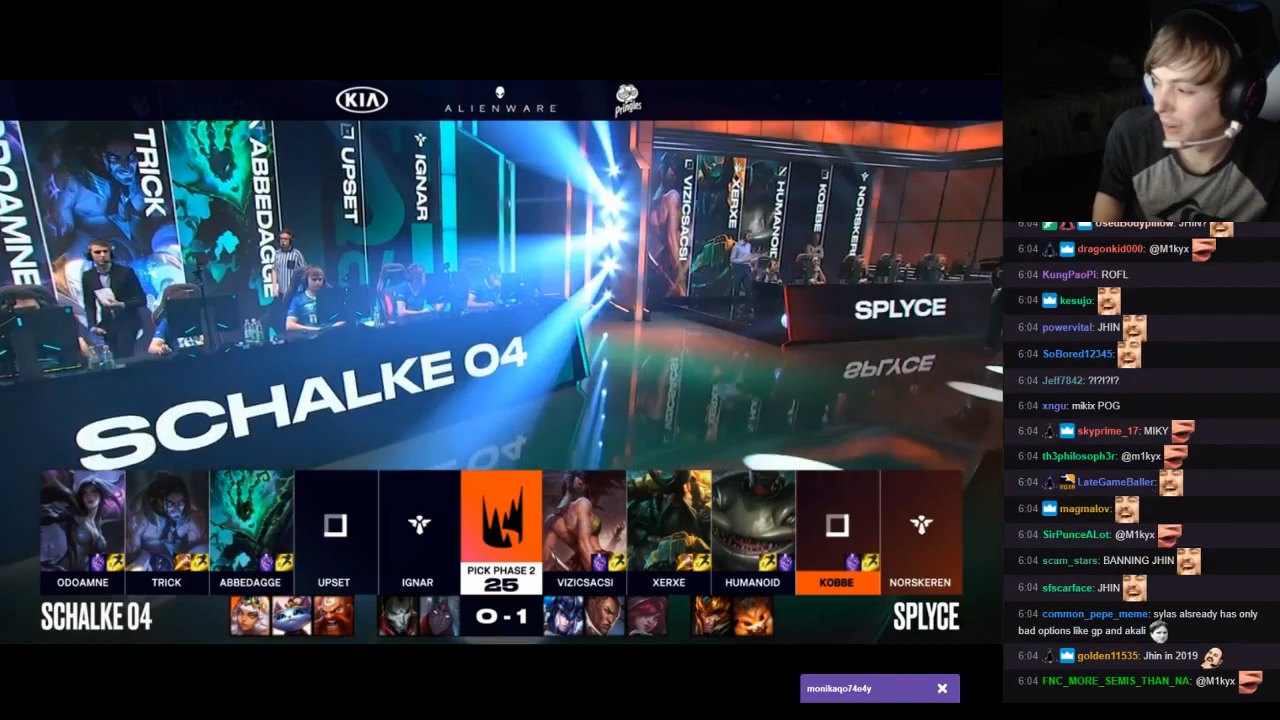 KIA
ALIENWARE
Pringles
ODOAMNE
TRICK
ABBEDAGGE
UPSET
IGNAR
VIZICSACSI
XERXE
HUMANOID
KOBBE
NORSKEREN
SCHALKE 04
SPLYCE
ODOAMNE
TRICK
ABBEDAGGE
UPSET
IGNAR
PICK PHASE 2
25
VIZICSACSI
XERXE
HUMANOID
KOBBE
NORSKEREN
SCHALKE 04
0 - 1
SPLYCE
monikaqo74e4y
6:04 UsedBodypillow: JHIN?
6:04 dragonkid000: @M1kyx
6:04 KungPaoPi: ROFL
6:04 kesujo:
6:04 powervital: JHIN
6:04 SoBored12345:
6:04 Jeff7842: ?!?!?!?
6:04 xngu: mikix POG
6:04 skyprime_17: MIKY
6:04 th3philosoph3r: @m1kyx
6:04 LateGameBaller:
6:04 magmalov:
6:04 SirPunceALot: @M1kyx
6:04 scam_stars: BANNING JHIN
6:04 sfscarface: JHIN
6:04 common_pepe_meme: sylas alsready has only
bad options like gp and akali
6:04 golden11535: Jhin in 2019
6:04 FNC_MORE_SEMIS_THAN_NA: @M1kyx